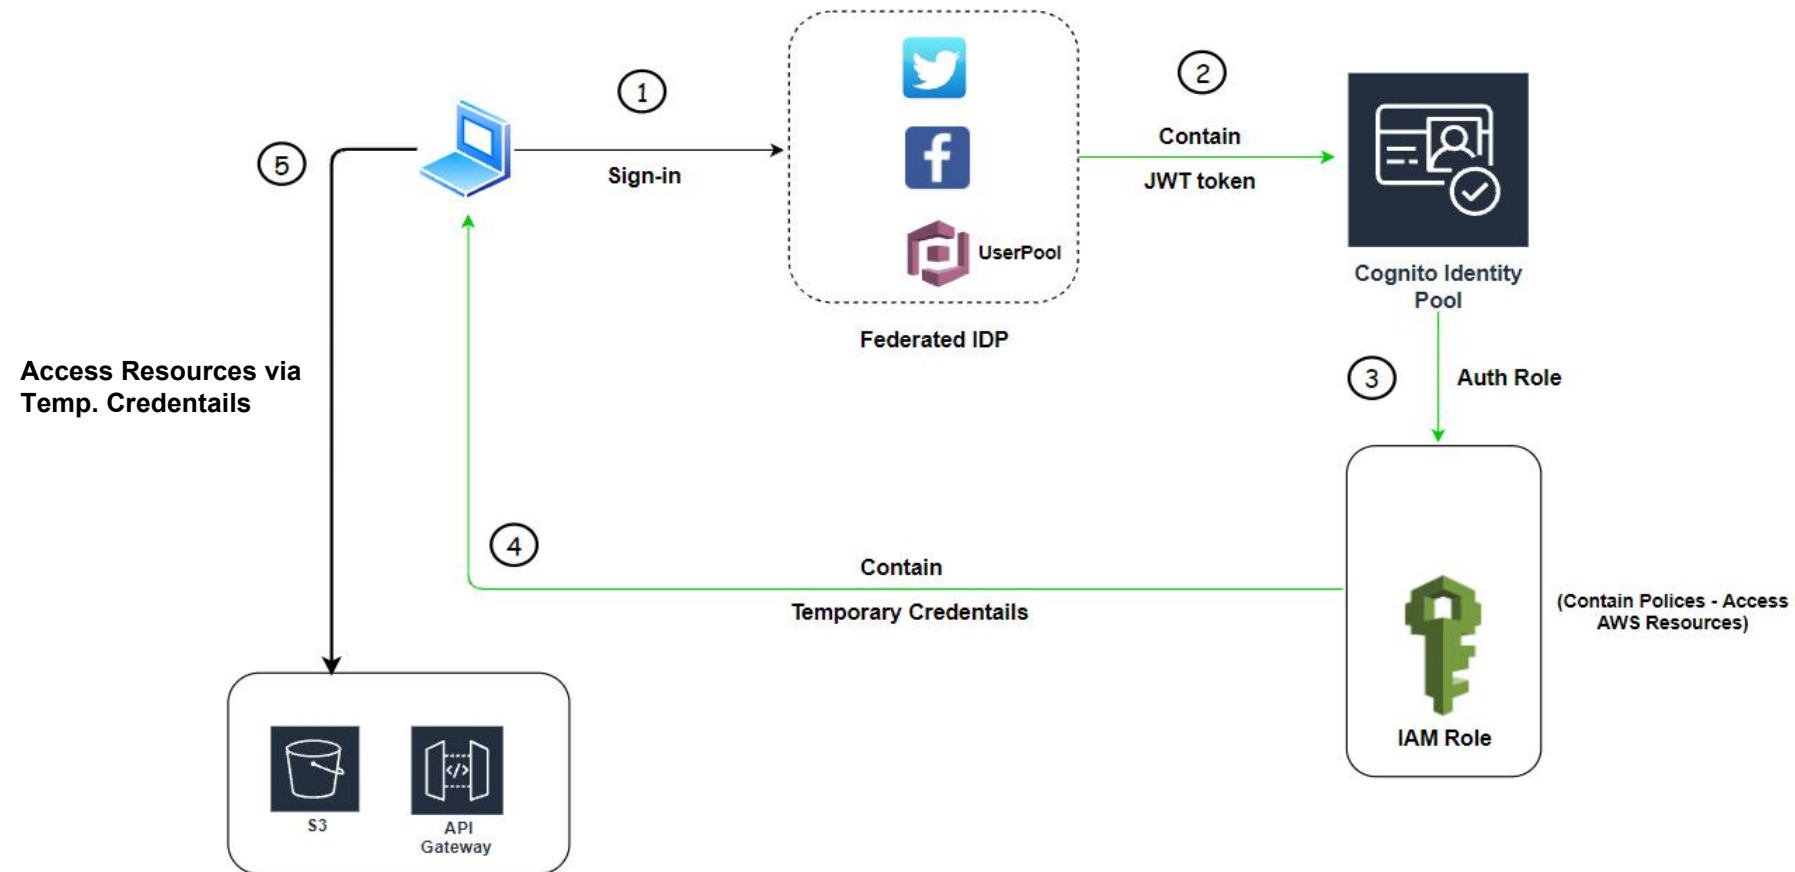 1
Sign-in
2
Contain
JWT token
UserPool
Federated IDP
Cognito Identity
Pool
3
Auth Role
(Contain Polices - Access
AWS Resources)
IAM Role
4
Contain
Temporary Credentails
5
Access Resources via
Temp. Credentails
S3
</>
API
Gateway